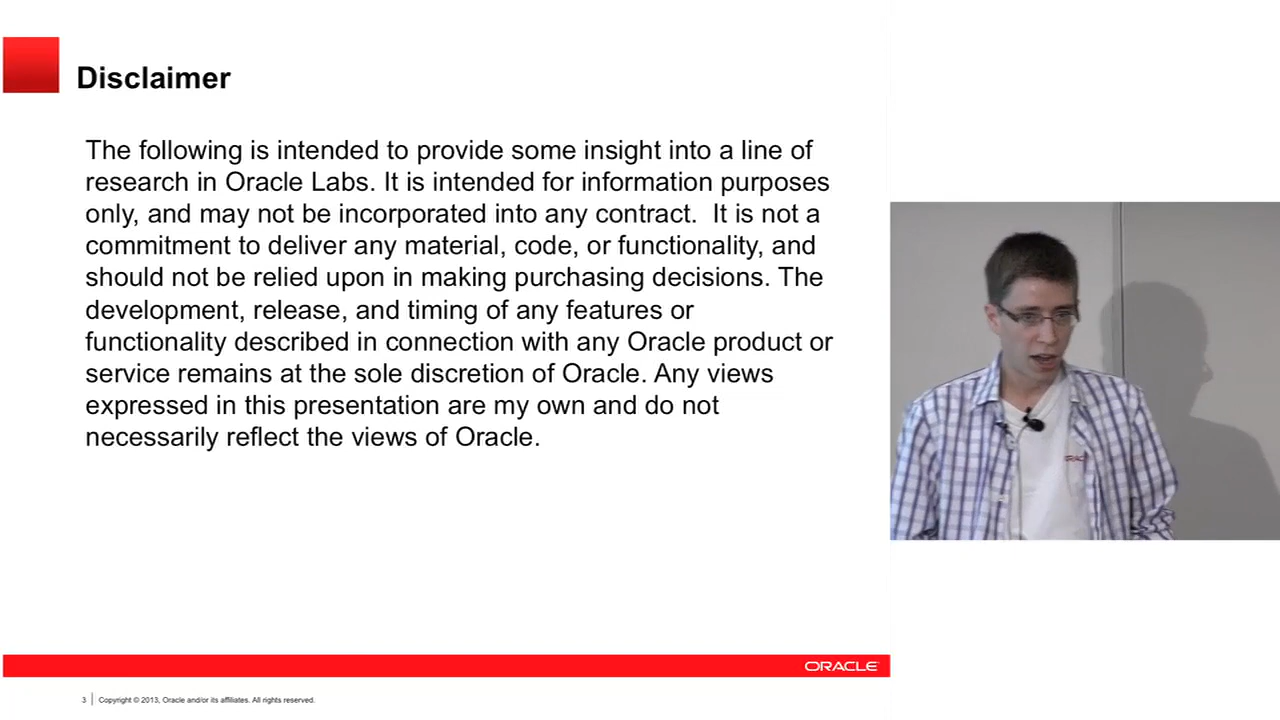 Disclaimer
The following is intended to provide some insight into a line of
research in Oracle Labs. It is intended for information purposes
only, and may not be incorporated into any contract.  It is not a
commitment to deliver any material, code, or functionality, and
should not be relied upon in making purchasing decisions. The
development, release, and timing of any features or
functionality described in connection with any Oracle product or
service remains at the sole discretion of Oracle. Any views
expressed in this presentation are my own and do not
necessarily reflect the views of Oracle.
ORACLE
3 Copyright © 2013, Oracle and/or its affiliates. All rights reserved.